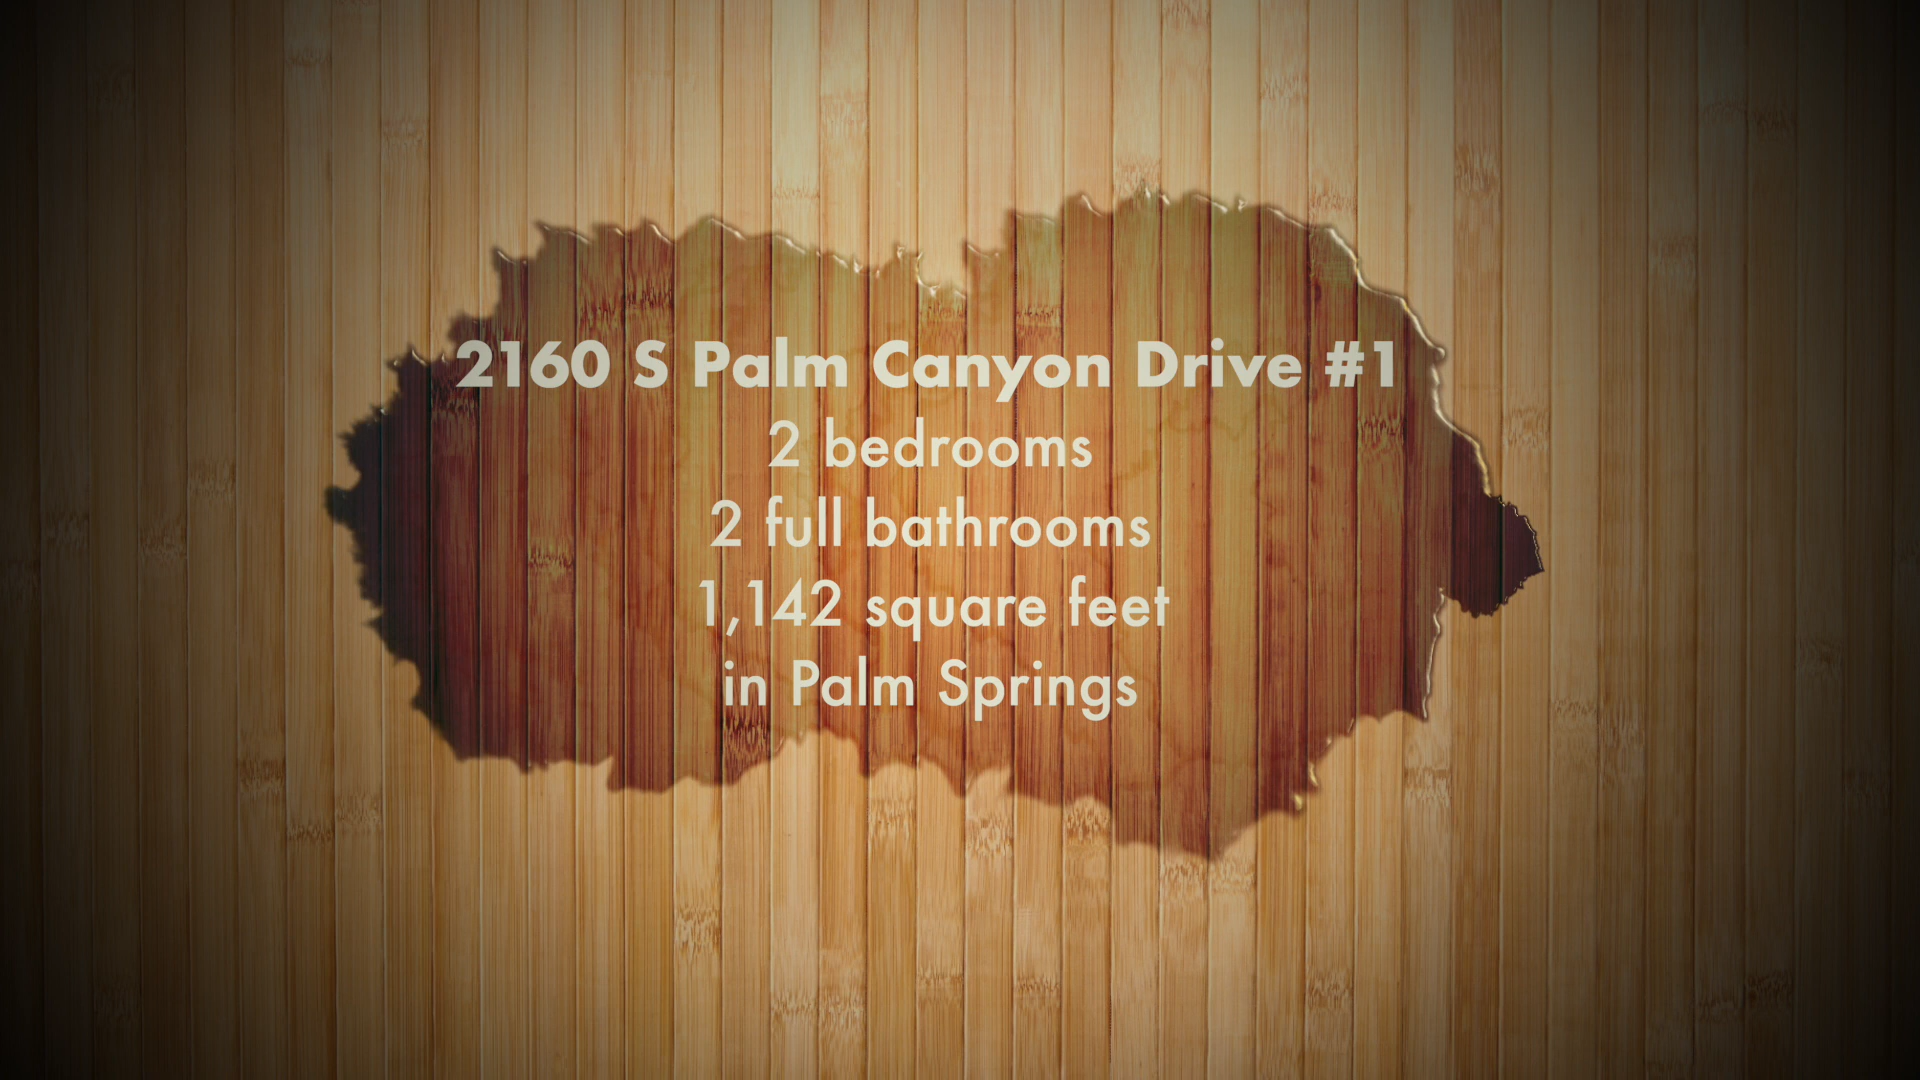 2160 S Palm Canyon Drive #1
2 bedrooms
2 full bathrooms
1,142 square feet
in Palm Springs